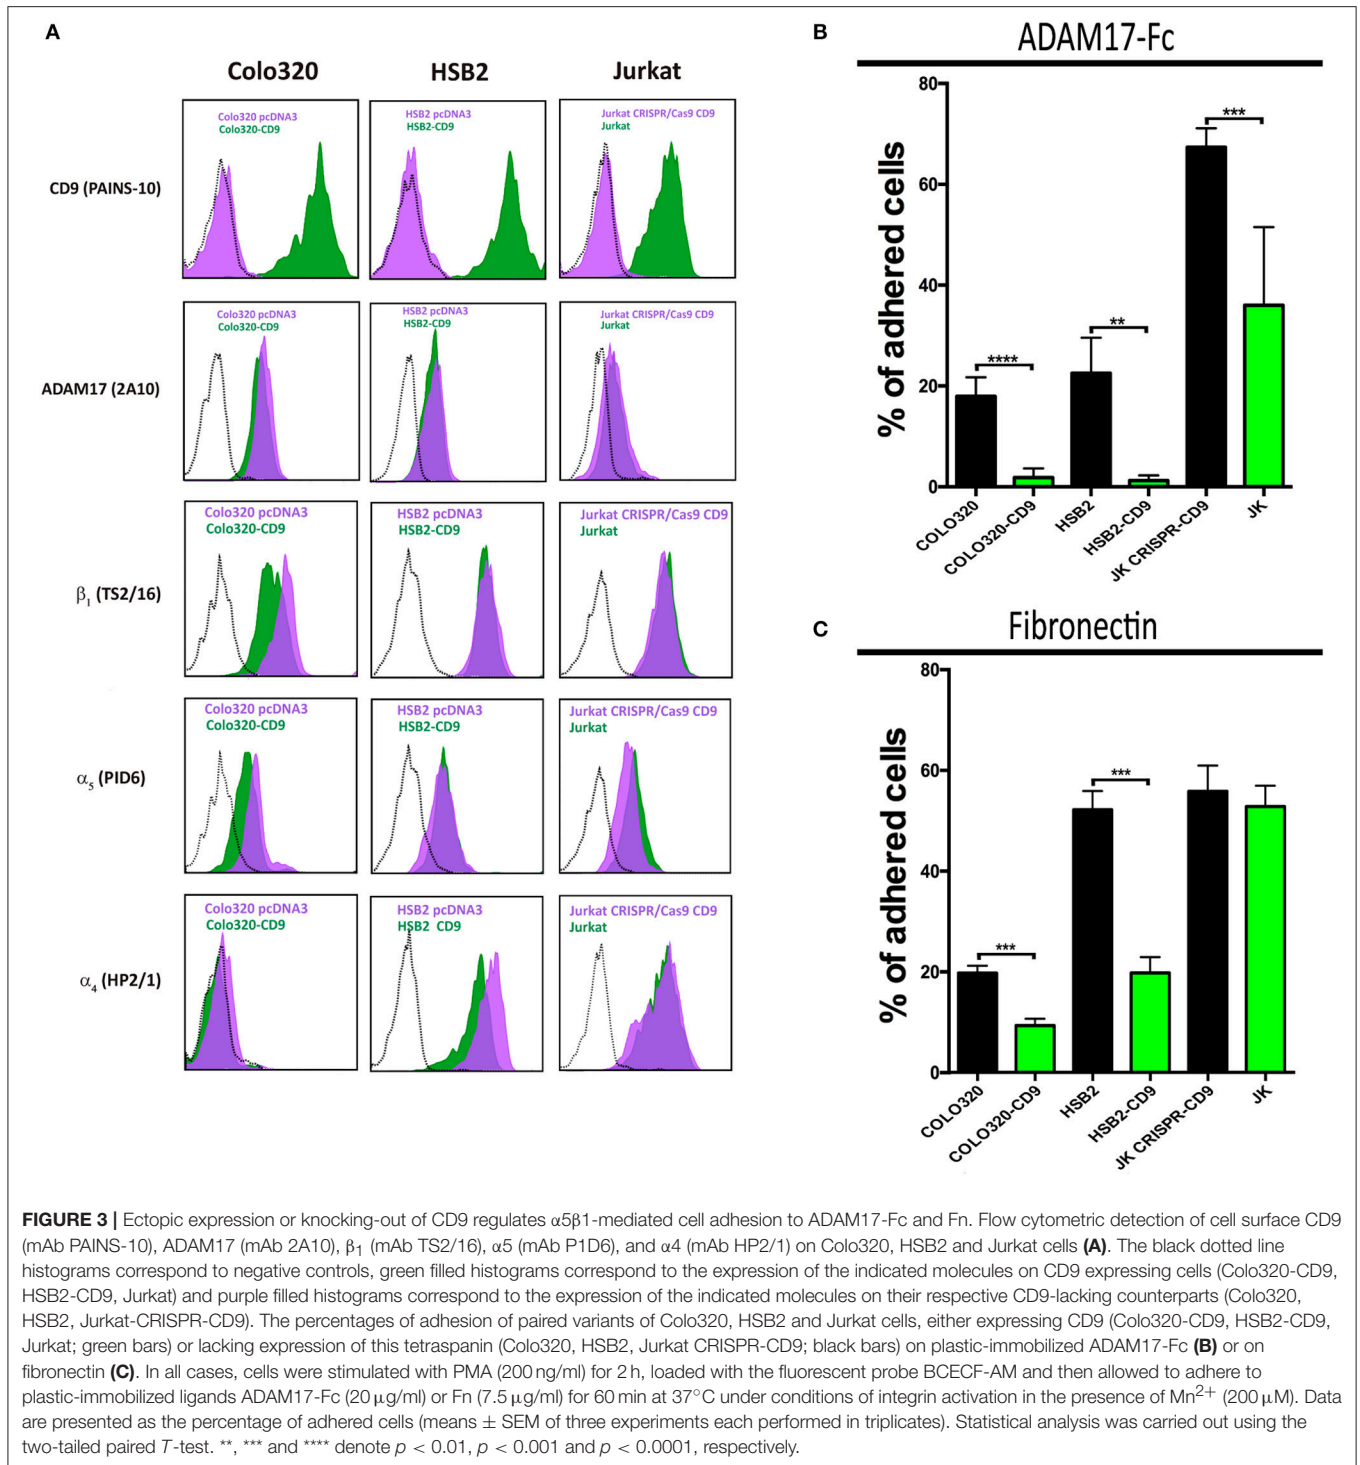 A
Colo320
HSB2
Jurkat
CD9 (PAINS-10)
Colo320 pcDNA3
Colo320-CD9
HSB2 pcDNA3
HSB2-CD9
Jurkat CRISPR/Cas9 CD9
Jurkat
ADAM17 (2A10)
Colo320 pcDNA3
Colo320-CD9
HSB2 pcDNA3
HSB2-CD9
Jurkat CRISPR/Cas9 CD9
Jurkat
β1 (TS2/16)
Colo320 pcDNA3
Colo320-CD9
HSB2 pcDNA3
HSB2-CD9
Jurkat CRISPR/Cas9 CD9
Jurkat
α5 (PID6)
Colo320 pcDNA3
Colo320-CD9
HSB2 pcDNA3
HSB2-CD9
Jurkat CRISPR/Cas9 CD9
Jurkat
α4 (HP2/1)
Colo320 pcDNA3
Colo320-CD9
HSB2 pcDNA3
HSB2 CD9
Jurkat CRISPR/Cas9 CD9
Jurkat
B
ADAM17-Fc
% of adhered cells
80
60
40
20
0
****
**
***
COLO320
COLO320-CD9
HSB2
HSB2-CD9
JK CRISPR-CD9
JK
C
Fibronectin
% of adhered cells
80
60
40
20
0
***
***
COLO320
COLO320-CD9
HSB2
HSB2-CD9
JK CRISPR-CD9
JK
FIGURE 3 | Ectopic expression or knocking-out of CD9 regulates α5β1-mediated cell adhesion to ADAM17-Fc and Fn. Flow cytometric detection of cell surface CD9
(mAb PAINS-10), ADAM17 (mAb 2A10), β1 (mAb TS2/16), α5 (mAb P1D6), and α4 (mAb HP2/1) on Colo320, HSB2 and Jurkat cells (A). The black dotted line
histograms correspond to negative controls, green filled histograms correspond to the expression of the indicated molecules on CD9 expressing cells (Colo320-CD9,
HSB2-CD9, Jurkat) and purple filled histograms correspond to the expression of the indicated molecules on their respective CD9-lacking counterparts (Colo320,
HSB2, Jurkat-CRISPR-CD9). The percentages of adhesion of paired variants of Colo320, HSB2 and Jurkat cells, either expressing CD9 (Colo320-CD9, HSB2-CD9,
Jurkat; green bars) or lacking expression of this tetraspanin (Colo320, HSB2, Jurkat CRISPR-CD9; black bars) on plastic-immobilized ADAM17-Fc (B) or on
fibronectin (C). In all cases, cells were stimulated with PMA (200 ng/ml) for 2 h, loaded with the fluorescent probe BCECF-AM and then allowed to adhere to
plastic-immobilized ligands ADAM17-Fc (20 μg/ml) or Fn (7.5 μg/ml) for 60 min at 37°C under conditions of integrin activation in the presence of Mn2+ (200 μM). Data
are presented as the percentage of adhered cells (means ± SEM of three experiments each performed in triplicates). Statistical analysis was carried out using the
two-tailed paired T-test. **, *** and **** denote p < 0.01, p < 0.001 and p < 0.0001, respectively.